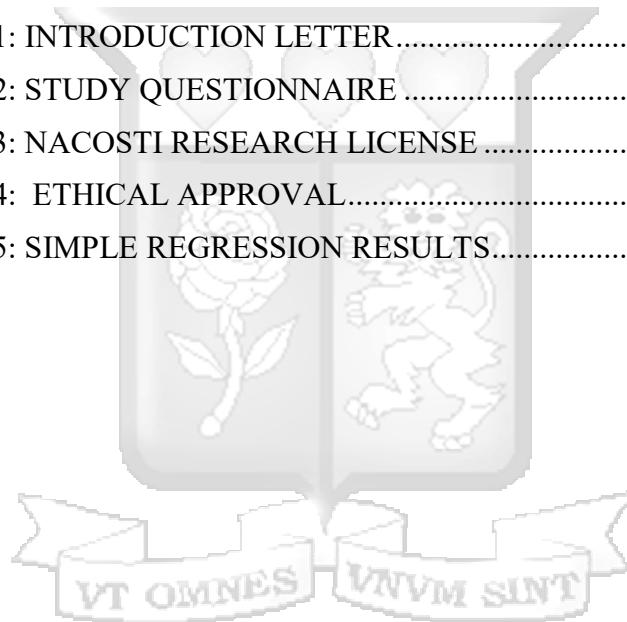 1: INTRODUCTION LETTER..............................
2: STUDY QUESTIONNAIRE ..............................
3: NACOSTI RESEARCH LICENSE ...................
4:  ETHICAL APPROVAL....................................
5: SIMPLE REGRESSION RESULTS.................
VT OMNES VNVM SINT